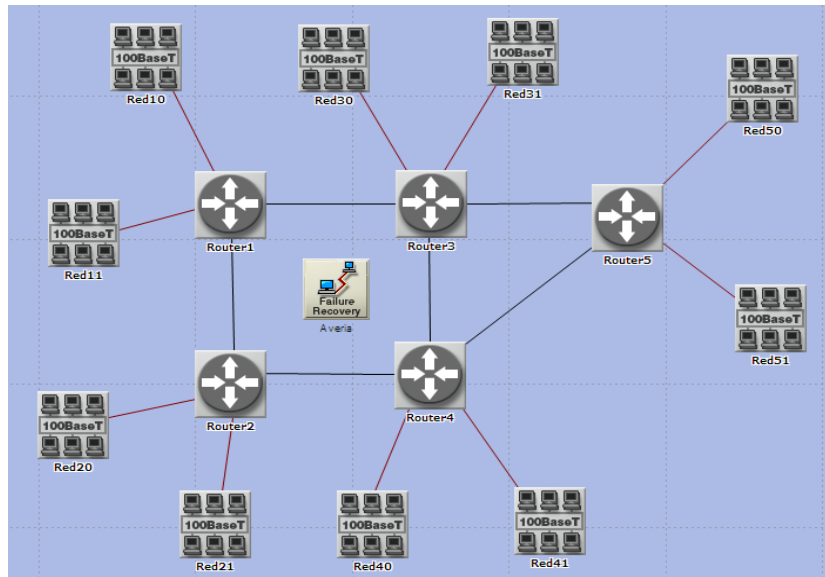 100BaseT
Red10
100BaseT
Red30
100BaseT
Red31
100BaseT
Red50
100BaseT
Red11
Router1
Router3
Router5
Failure
Recovery
Averia
100BaseT
Red51
Router2
Router4
100BaseT
Red20
100BaseT
Red21
100BaseT
Red40
100BaseT
Red41